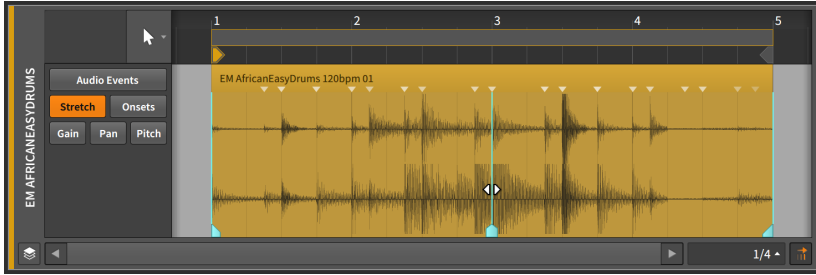 1 2 3 4 5
EM AFRICANEASYDRUMS
Audio Events
EM AfricanEasyDrums 120bpm 01
Stretch Onsets
Gain Pan Pitch
1/4